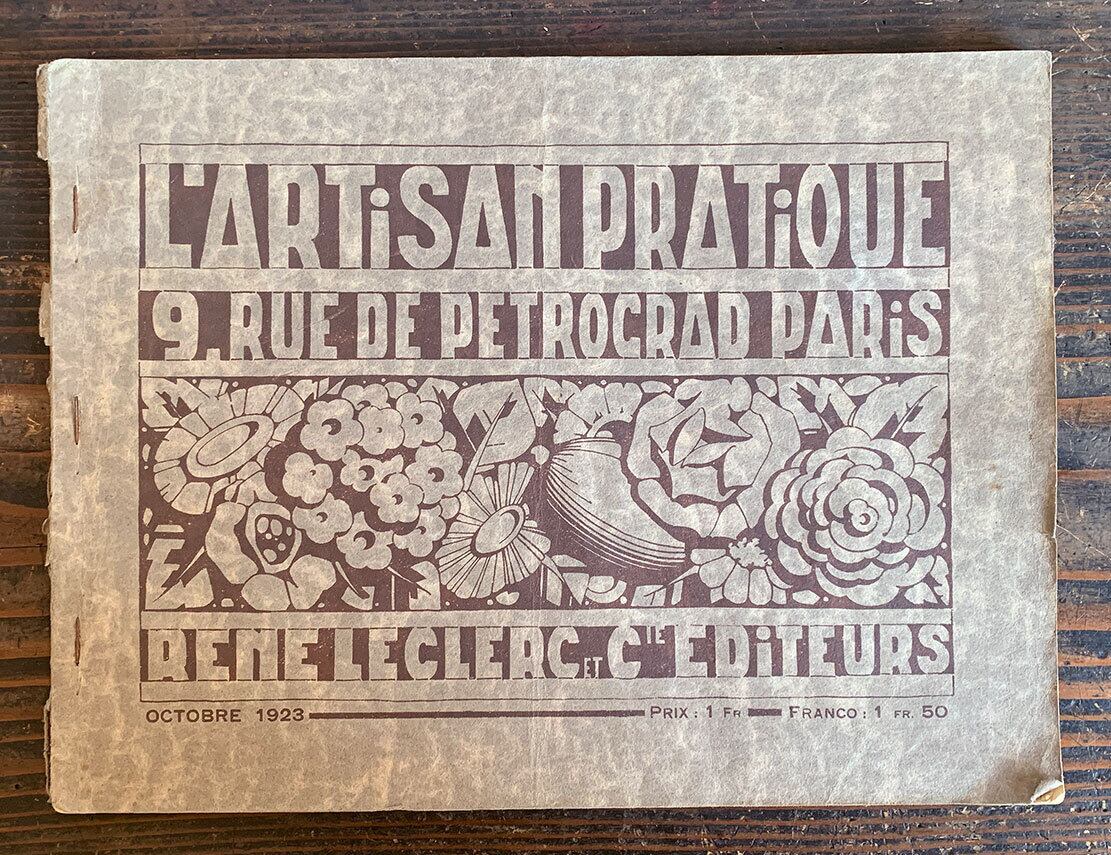 L'ARTiSAN PRATiQUE
9. RUE DE PETROGRAD PARiS
RENE LECLERC ET CIE EDiTEURS
OCTOBRE 1923 PRIX : 1 FR FRANCO : 1 FR. 50